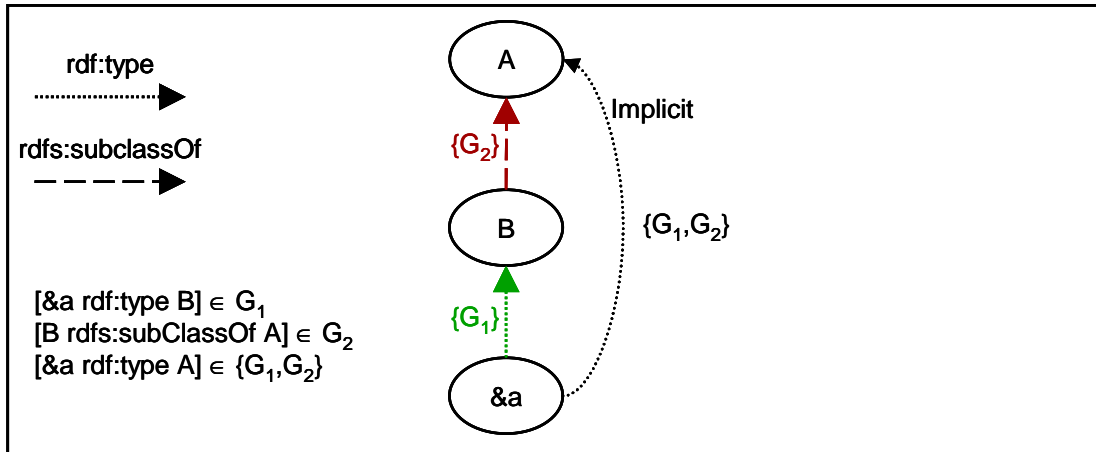 rdf:type
rdfs:subclassOf
[&a rdf:type B] ∈ G₁
[B rdfs:subClassOf A] ∈ G₂
[&a rdf:type A] ∈ {G₁,G₂}
A
Implicit
{G₂}
B
{G₁,G₂}
{G₁}
&a